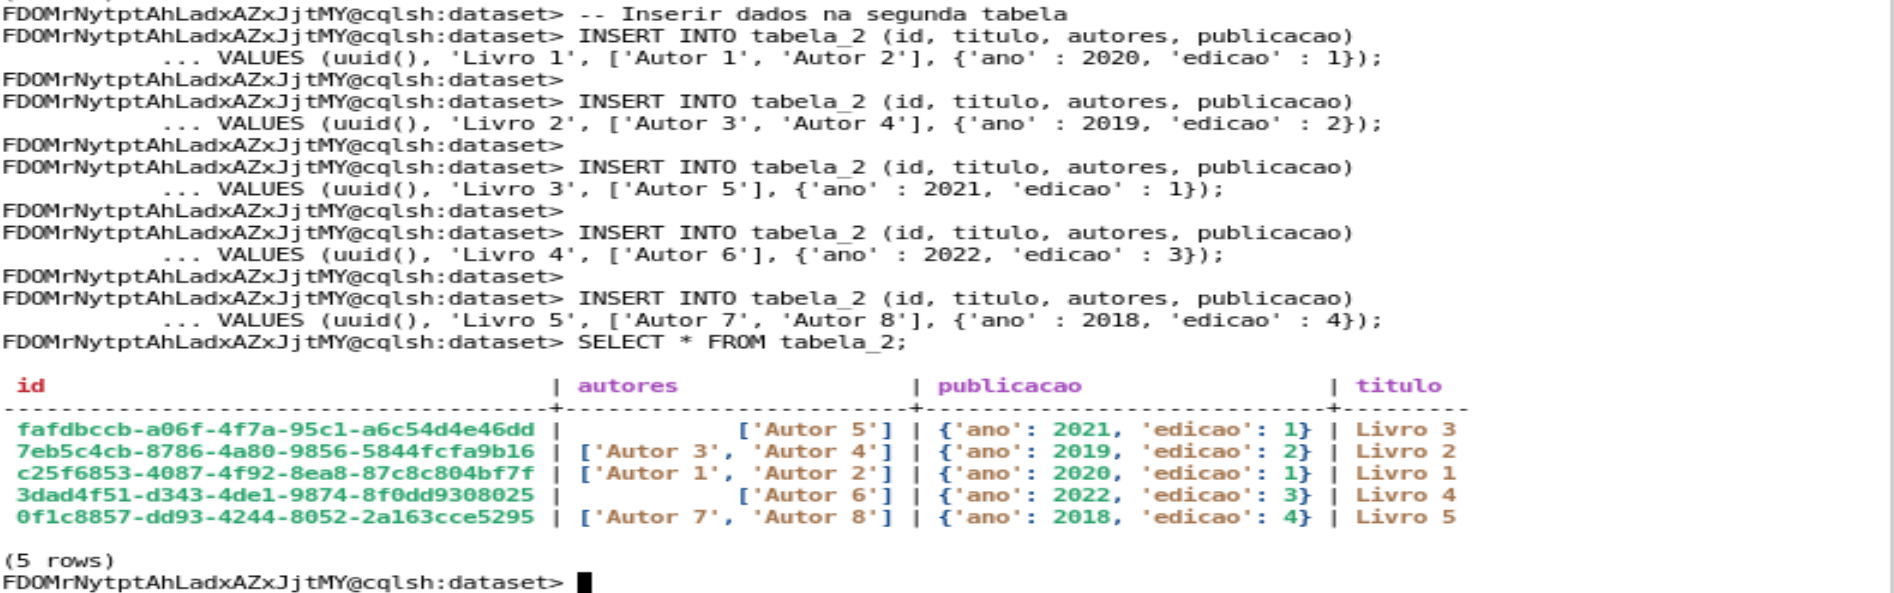 FDOMrNytptAhLadxAZxJjtMY@cqlsh:dataset> -- Inserir dados na segunda tabela
FDOMrNytptAhLadxAZxJjtMY@cqlsh:dataset> INSERT INTO tabela_2 (id, titulo, autores, publicacao)
... VALUES (uuid(), 'Livro 1', ['Autor 1', 'Autor 2'], {'ano' : 2020, 'edicao' : 1});
FDOMrNytptAhLadxAZxJjtMY@cqlsh:dataset>
FDOMrNytptAhLadxAZxJjtMY@cqlsh:dataset> INSERT INTO tabela_2 (id, titulo, autores, publicacao)
... VALUES (uuid(), 'Livro 2', ['Autor 3', 'Autor 4'], {'ano' : 2019, 'edicao' : 2});
FDOMrNytptAhLadxAZxJjtMY@cqlsh:dataset>
FDOMrNytptAhLadxAZxJjtMY@cqlsh:dataset> INSERT INTO tabela_2 (id, titulo, autores, publicacao)
... VALUES (uuid(), 'Livro 3', ['Autor 5'], {'ano' : 2021, 'edicao' : 1});
FDOMrNytptAhLadxAZxJjtMY@cqlsh:dataset>
FDOMrNytptAhLadxAZxJjtMY@cqlsh:dataset> INSERT INTO tabela_2 (id, titulo, autores, publicacao)
... VALUES (uuid(), 'Livro 4', ['Autor 6'], {'ano' : 2022, 'edicao' : 3});
FDOMrNytptAhLadxAZxJjtMY@cqlsh:dataset>
FDOMrNytptAhLadxAZxJjtMY@cqlsh:dataset> INSERT INTO tabela_2 (id, titulo, autores, publicacao)
... VALUES (uuid(), 'Livro 5', ['Autor 7', 'Autor 8'], {'ano' : 2018, 'edicao' : 4});
FDOMrNytptAhLadxAZxJjtMY@cqlsh:dataset> SELECT * FROM tabela_2;
id | autores | publicacao | titulo
--------------------------------------+------------------------+----------------------------+---------
fafdbccb-a06f-4f7a-95c1-a6c54d4e46dd | ['Autor 5'] | {'ano': 2021, 'edicao': 1} | Livro 3
7eb5c4cb-8786-4a80-9856-5844fcfa9b16 | ['Autor 3', 'Autor 4'] | {'ano': 2019, 'edicao': 2} | Livro 2
c25f6853-4087-4f92-8ea8-87c8c804bf7f | ['Autor 1', 'Autor 2'] | {'ano': 2020, 'edicao': 1} | Livro 1
3dad4f51-d343-4de1-9874-8f0dd9308025 | ['Autor 6'] | {'ano': 2022, 'edicao': 3} | Livro 4
0f1c8857-dd93-4244-8052-2a163cce5295 | ['Autor 7', 'Autor 8'] | {'ano': 2018, 'edicao': 4} | Livro 5
(5 rows)
FDOMrNytptAhLadxAZxJjtMY@cqlsh:dataset>